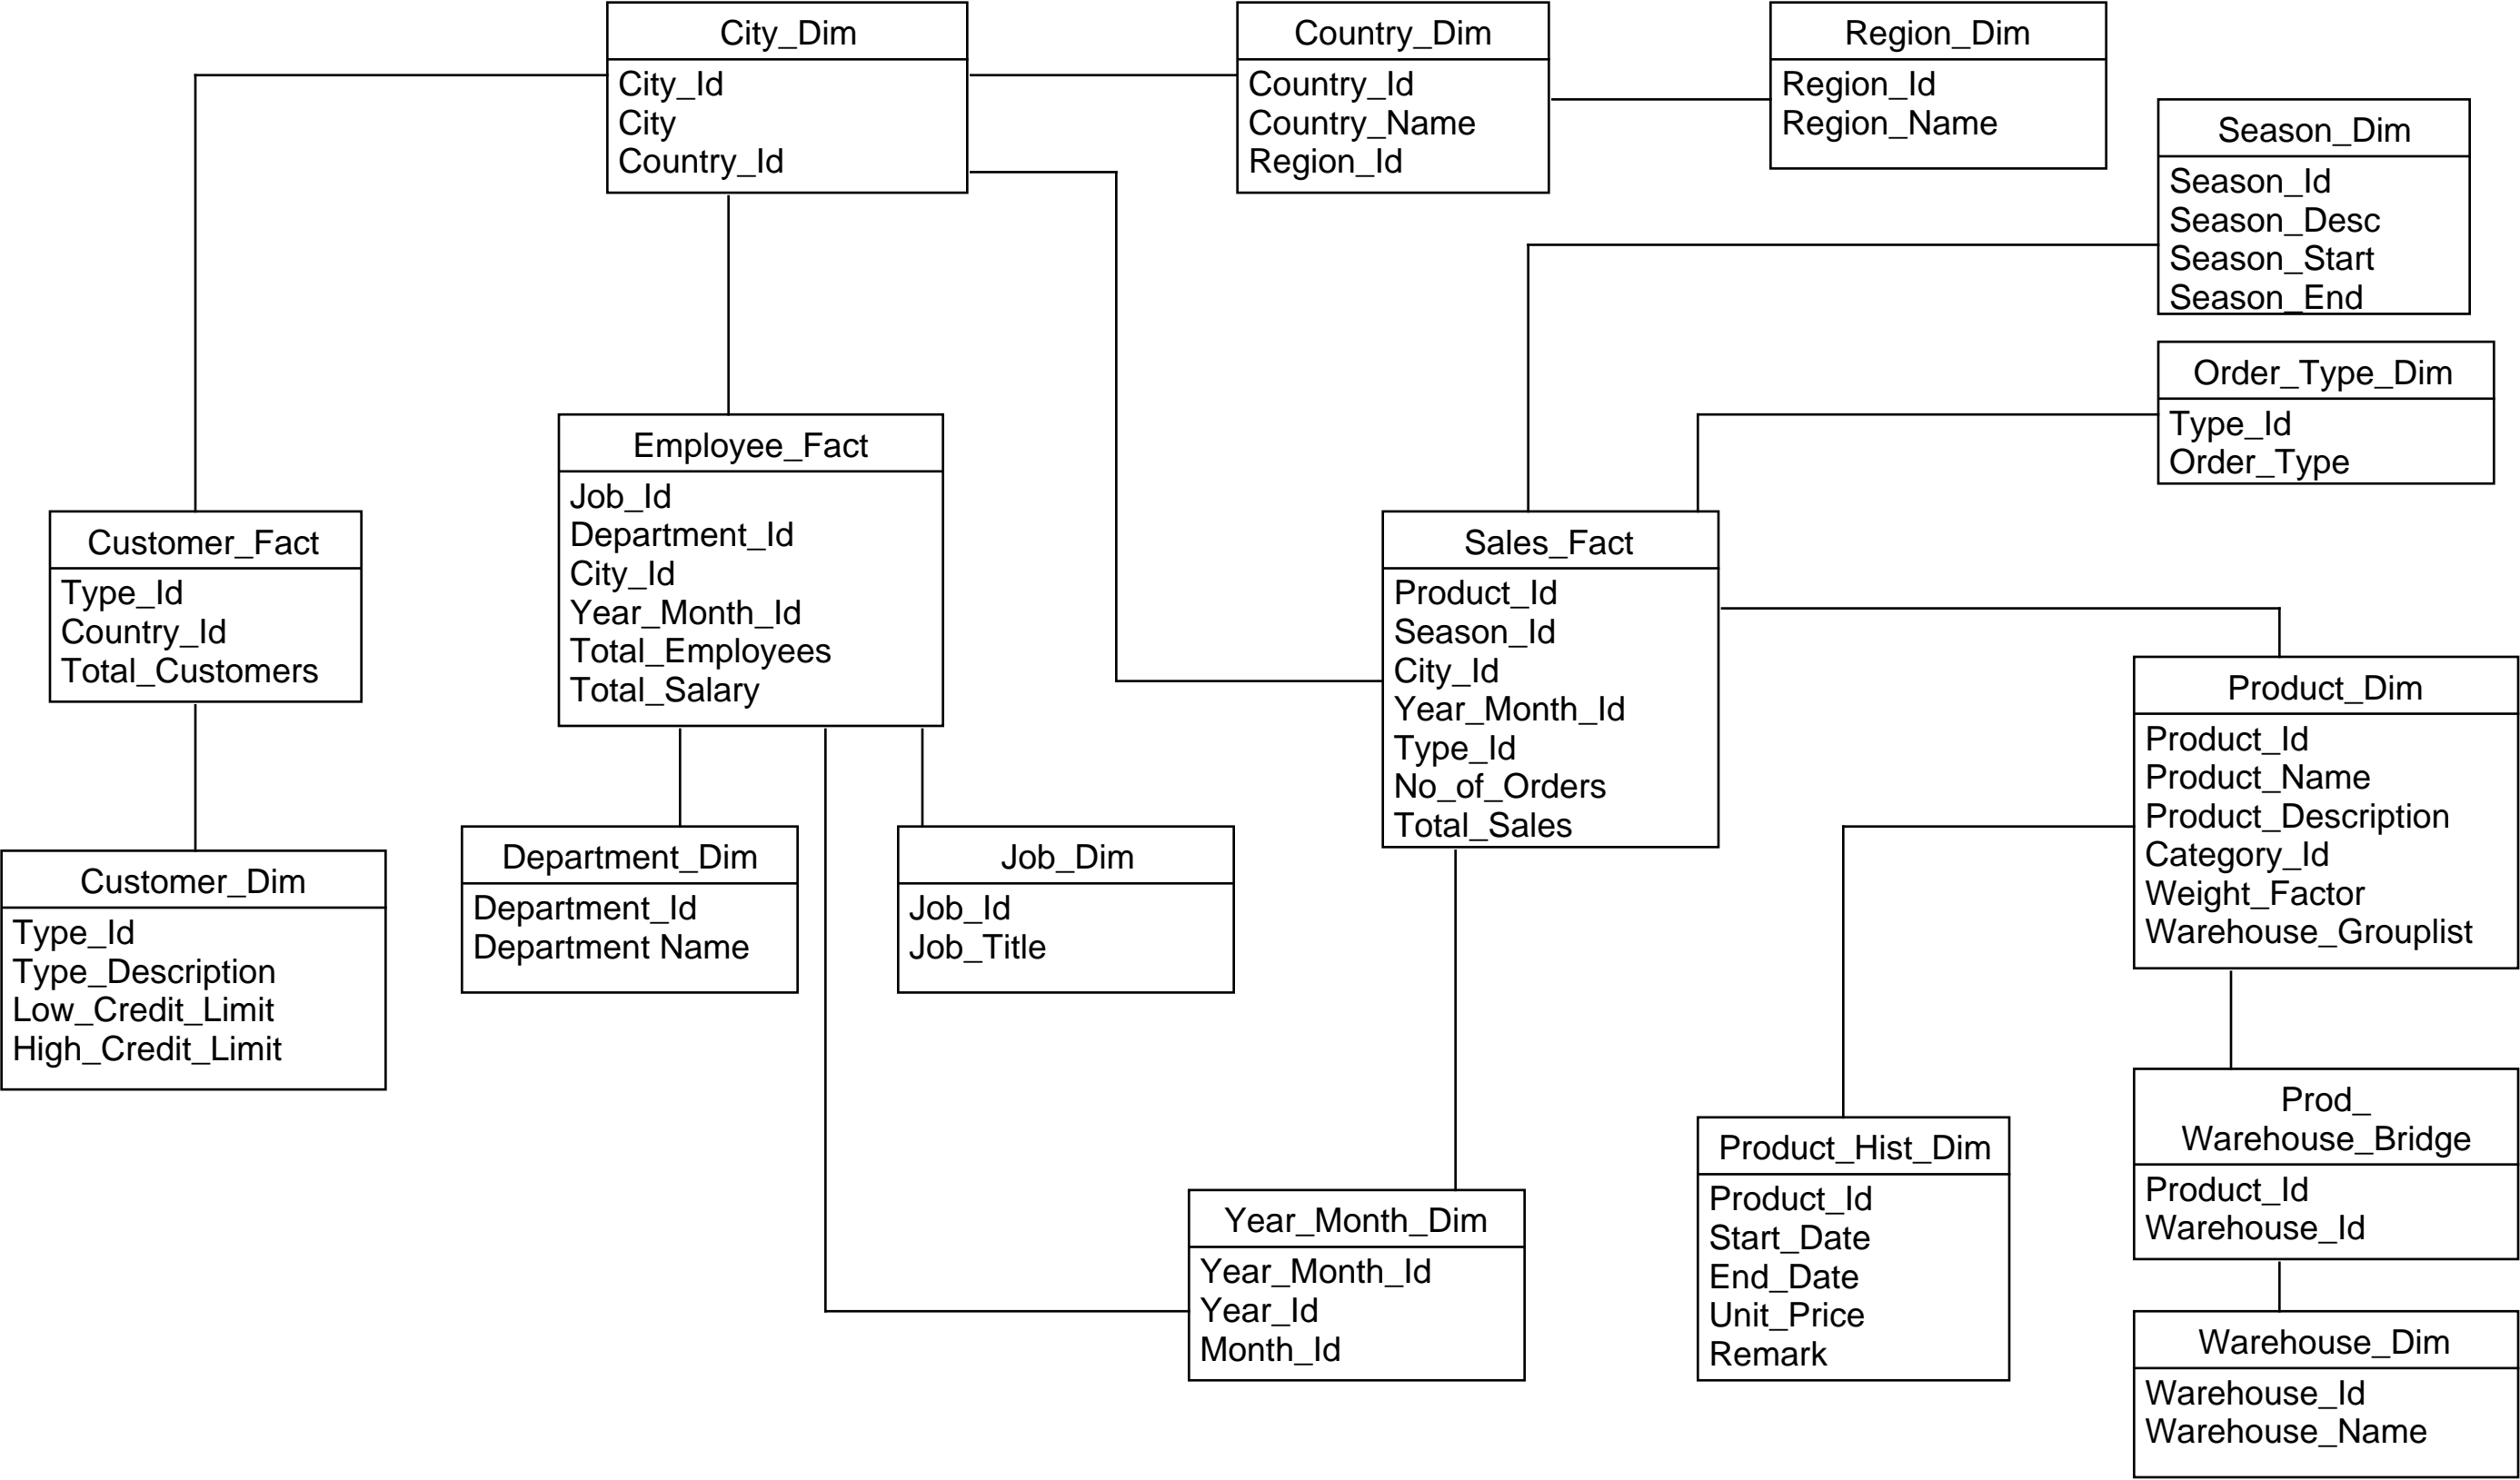 City_Dim
City_Id
City
Country_Id
Country_Dim
Country_Id
Country_Name
Region_Id
Region_Dim
Region_Id
Region_Name
Season_Dim
Season_Id
Season_Desc
Season_Start
Season_End
Order_Type_Dim
Type_Id
Order_Type
Employee_Fact
Job_Id
Department_Id
City_Id
Year_Month_Id
Total_Employees
Total_Salary
Customer_Fact
Type_Id
Country_Id
Total_Customers
Sales_Fact
Product_Id
Season_Id
City_Id
Year_Month_Id
Type_Id
No_of_Orders
Total_Sales
Product_Dim
Product_Id
Product_Name
Product_Description
Category_Id
Weight_Factor
Warehouse_Grouplist
Customer_Dim
Type_Id
Type_Description
Low_Credit_Limit
High_Credit_Limit
Department_Dim
Department_Id
Department Name
Job_Dim
Job_Id
Job_Title
Prod_
Warehouse_Bridge
Product_Id
Warehouse_Id
Product_Hist_Dim
Product_Id
Start_Date
End_Date
Unit_Price
Remark
Year_Month_Dim
Year_Month_Id
Year_Id
Month_Id
Warehouse_Dim
Warehouse_Id
Warehouse_Name